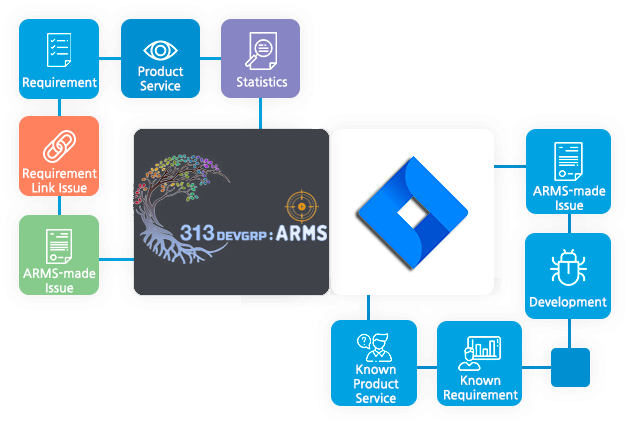 Requirement
Product
Service
Statistics
Requirement
Link Issue
ARMS-made
Issue
313 DEVGRP : ARMS
ARMS-made
Issue
Development
Known
Product
Service
Known
Requirement